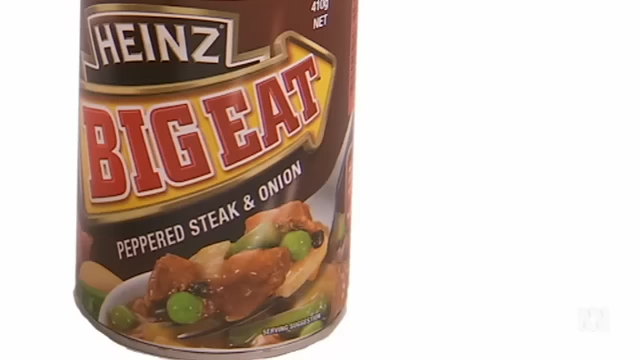 410g
NET
HEINZ
BIG EAT
PEPPERED STEAK & ONION
SERVING SUGGESTION